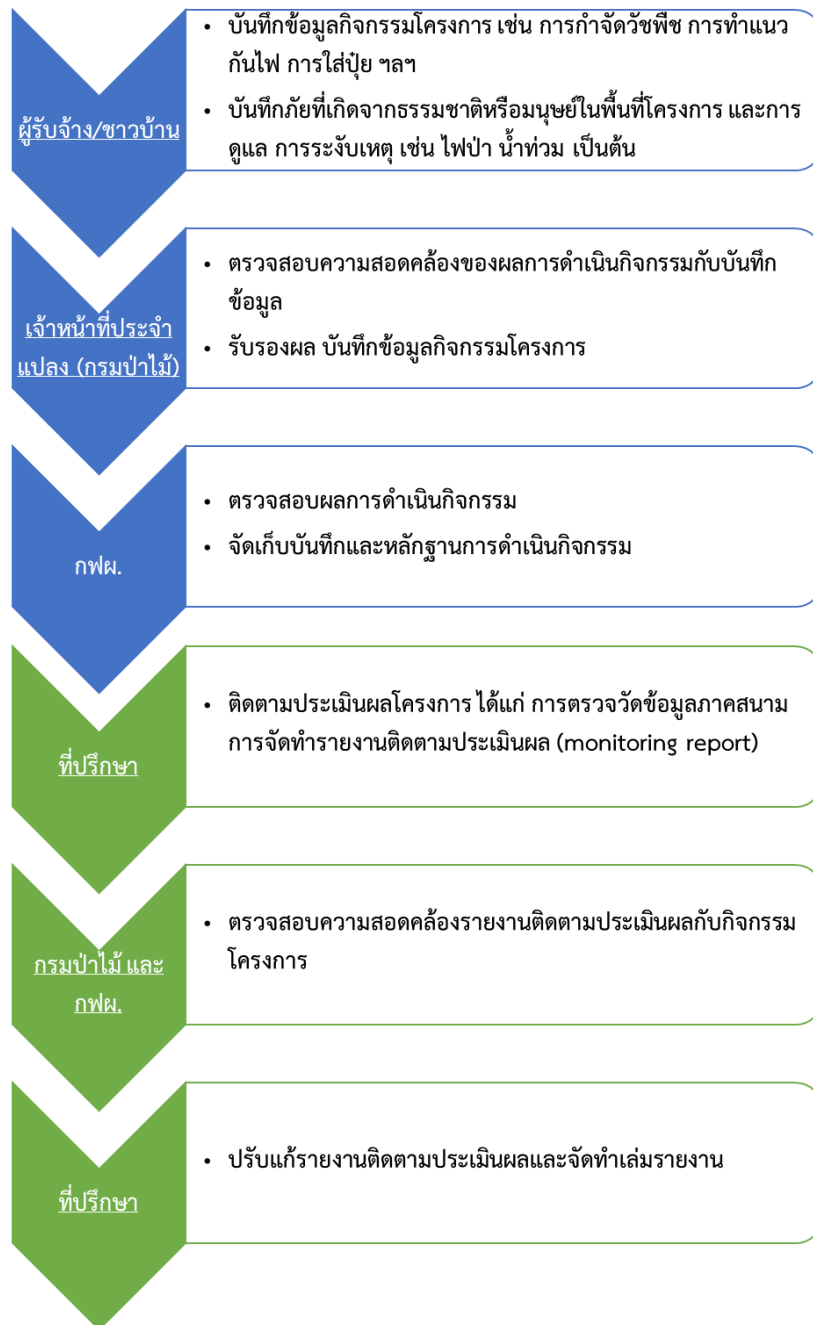 • บันทึกข้อมูลกิจกรรมโครงการ เช่น การกำจัดวัชพืช การทำแนว
กันไฟ การใส่ปุ๋ย ฯลฯ
ผู้รับจ้าง/ชาวบ้าน
• บันทึกภัยที่เกิดจากธรรมชาติหรือมนุษย์ในพื้นที่โครงการ และการ
ดูแล การระงับเหตุ เช่น ไฟป่า น้ำท่วม เป็นต้น
เจ้าหน้าที่ประจำ
แปลง (กรมป่าไม้)
• ตรวจสอบความสอดคล้องของผลการดำเนินกิจกรรมกับบันทึก
ข้อมูล
• รับรองผล บันทึกข้อมูลกิจกรรมโครงการ
กฟผ.
• ตรวจสอบผลการดำเนินกิจกรรม
• จัดเก็บบันทึกและหลักฐานการดำเนินกิจกรรม
ที่ปรึกษา
• ติดตามประเมินผลโครงการ ได้แก่ การตรวจวัดข้อมูลภาคสนาม
การจัดทำรายงานติดตามประเมินผล (monitoring report)
กรมป่าไม้ และ
กฟผ.
• ตรวจสอบความสอดคล้องรายงานติดตามประเมินผลกับกิจกรรม
โครงการ
ที่ปรึกษา
• ปรับแก้รายงานติดตามประเมินผลและจัดทำเล่มรายงาน